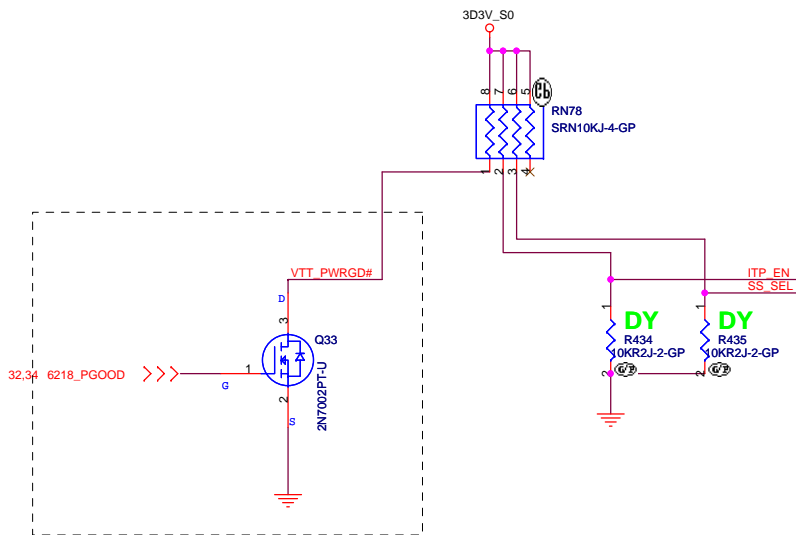 3D3V_S0
8 7 6 5
RN78
SRN10KJ-4-GP
1 2 3 4
VTT_PWRGD#
ITP_EN
SS_SEL
D
3
Q33
1
1
DY
DY
R434
R435
10KR2J-2-GP
10KR2J-2-GP
32,34 6218_PGOOD
1
G
2
2
2
S
2N7002PT-U